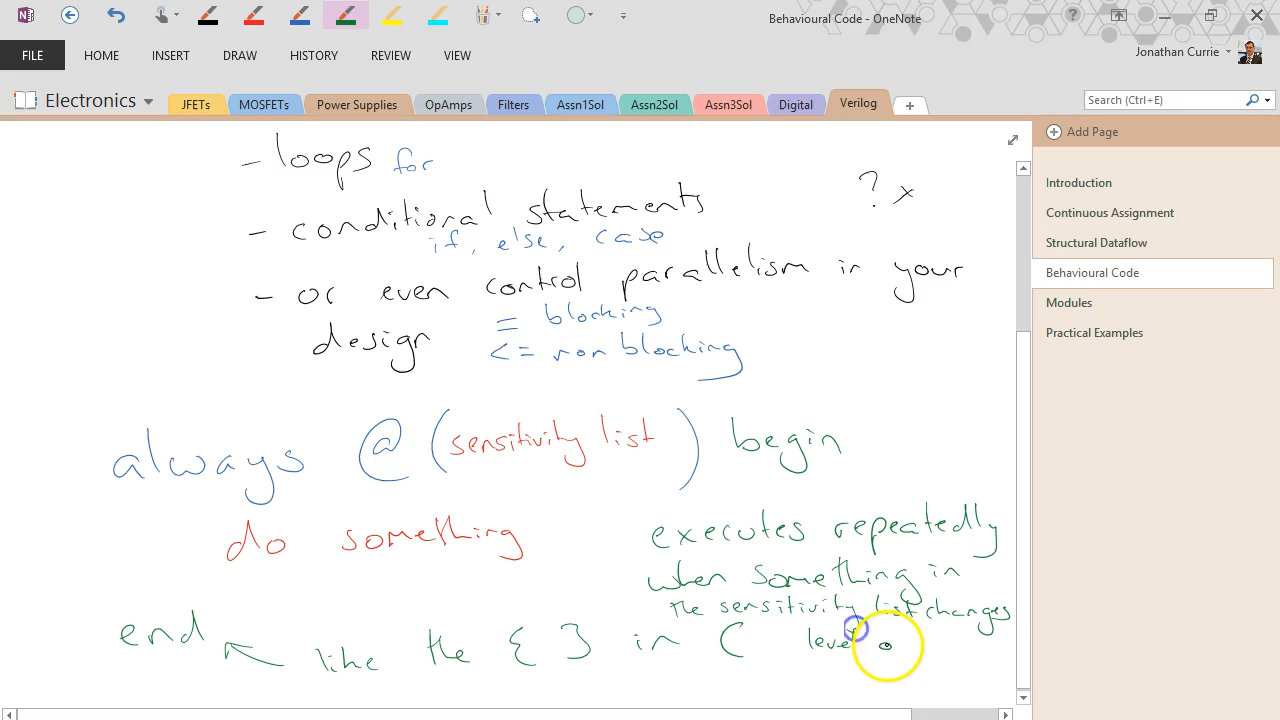 Behavioural Code - OneNote
FILE HOME INSERT DRAW HISTORY REVIEW VIEW
Jonathan Currie
Electronics
JFETs MOSFETs Power Supplies OpAmps Filters Assn1Sol Assn2Sol Assn3Sol Digital Verilog
Search (Ctrl+E)
Add Page
Introduction
Continuous Assignment
Structural Dataflow
Behavioural Code
Modules
Practical Examples
- loops for
- conditional statements ? x
if, else, case
- or even control parallelism in your
design = blocking
<= non blocking
always @ (sensitivity list) begin
do something
executes repeatedly
when something in
the sensitivity list changes
end like the { } in C